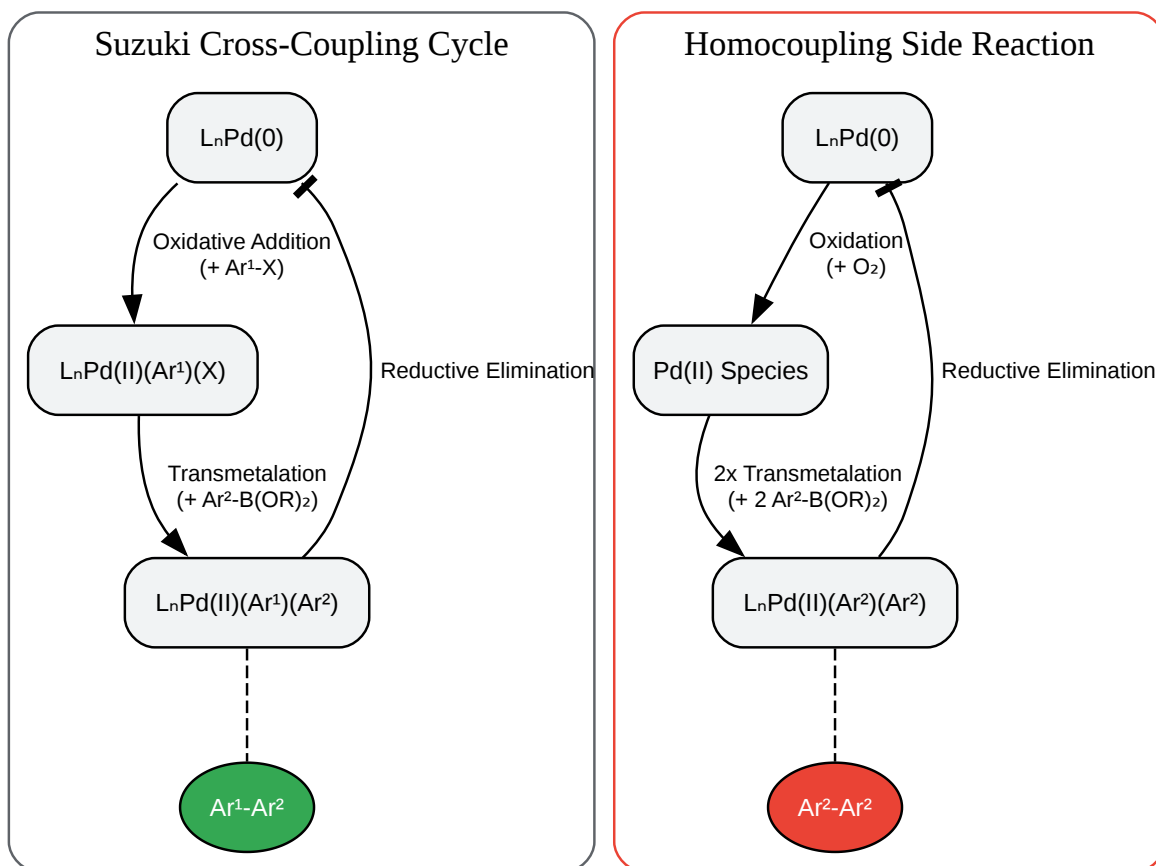 Suzuki Cross-Coupling Cycle
LₙPd(0)
Oxidative Addition
(+ Ar¹-X)
LₙPd(II)(Ar¹)(X)
Reductive Elimination
Transmetalation
(+ Ar²-B(OR)₂)
LₙPd(II)(Ar¹)(Ar²)
Ar¹-Ar²
Homocoupling Side Reaction
LₙPd(0)
Oxidation
(+ O₂)
Pd(II) Species
Reductive Elimination
2x Transmetalation
(+ 2 Ar²-B(OR)₂)
LₙPd(II)(Ar²)(Ar²)
Ar²-Ar²